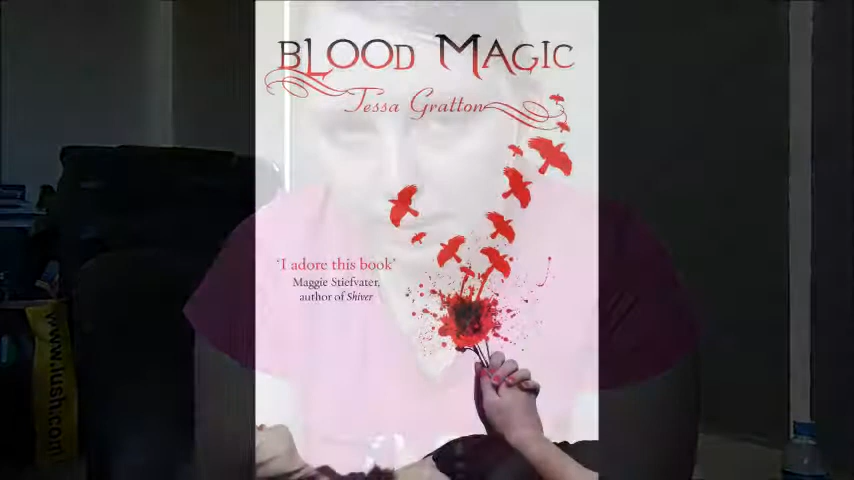 BLOOD MAGIC
Tessa Gratton
'I adore this book'
Maggie Stiefvater,
author of Shiver
www.lush.com